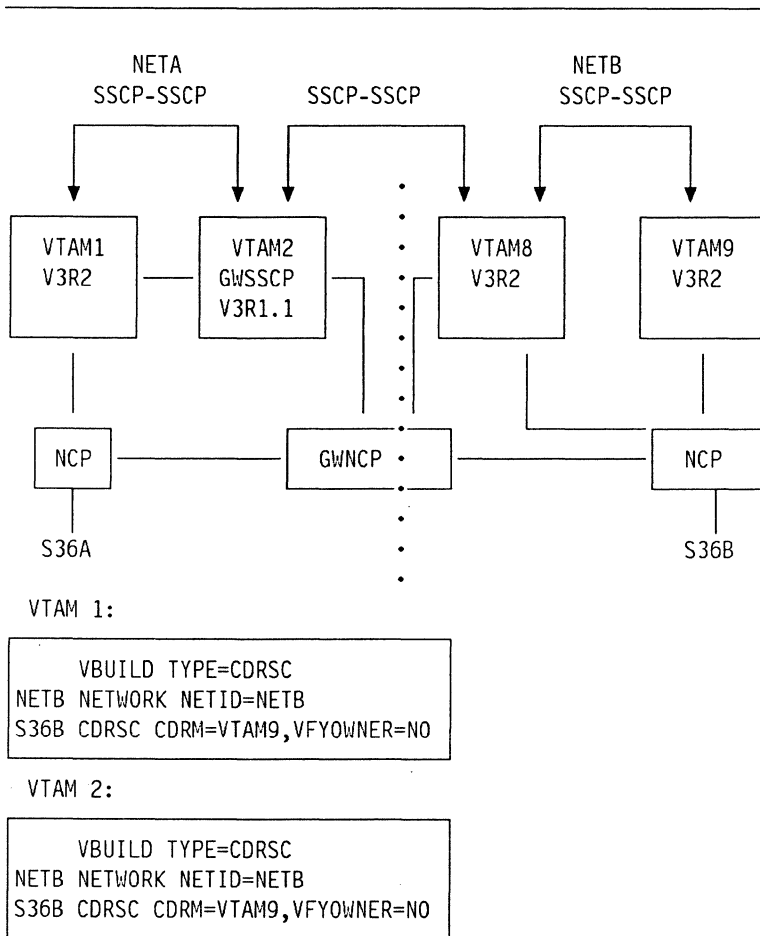 NETA NETB
SSCP-SSCP SSCP-SSCP SSCP-SSCP
VTAM1 VTAM2 VTAM8 VTAM9
V3R2 GWSSCP V3R2 V3R2
V3R1.1
NCP GWNCP NCP
S36A S36B
VTAM 1:
VBUILD TYPE=CDRSC
NETB NETWORK NETID=NETB
S36B CDRSC CDRM=VTAM9,VFYOWNER=NO
VTAM 2:
VBUILD TYPE=CDRSC
NETB NETWORK NETID=NETB
S36B CDRSC CDRM=VTAM9,VFYOWNER=NO